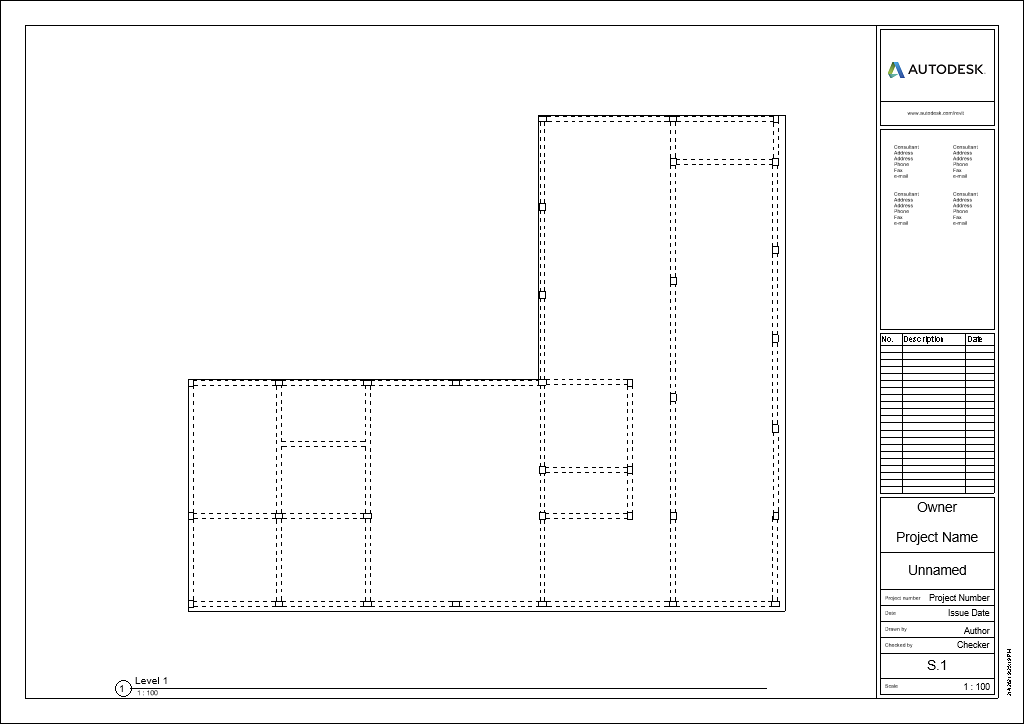 AUTODESK
www.autodesk.com/revit
Consultant
Address
Address
Phone
Fax
e-mail
Consultant
Address
Address
Phone
Fax
e-mail
Consultant
Address
Address
Phone
Fax
e-mail
Consultant
Address
Address
Phone
Fax
e-mail
No. Description Date
Owner
Project Name
Unnamed
Project number Project Number
Date Issue Date
Drawn by Author
Checked by Checker
S.1
Scale 1 : 100
1 Level 1
1 : 100